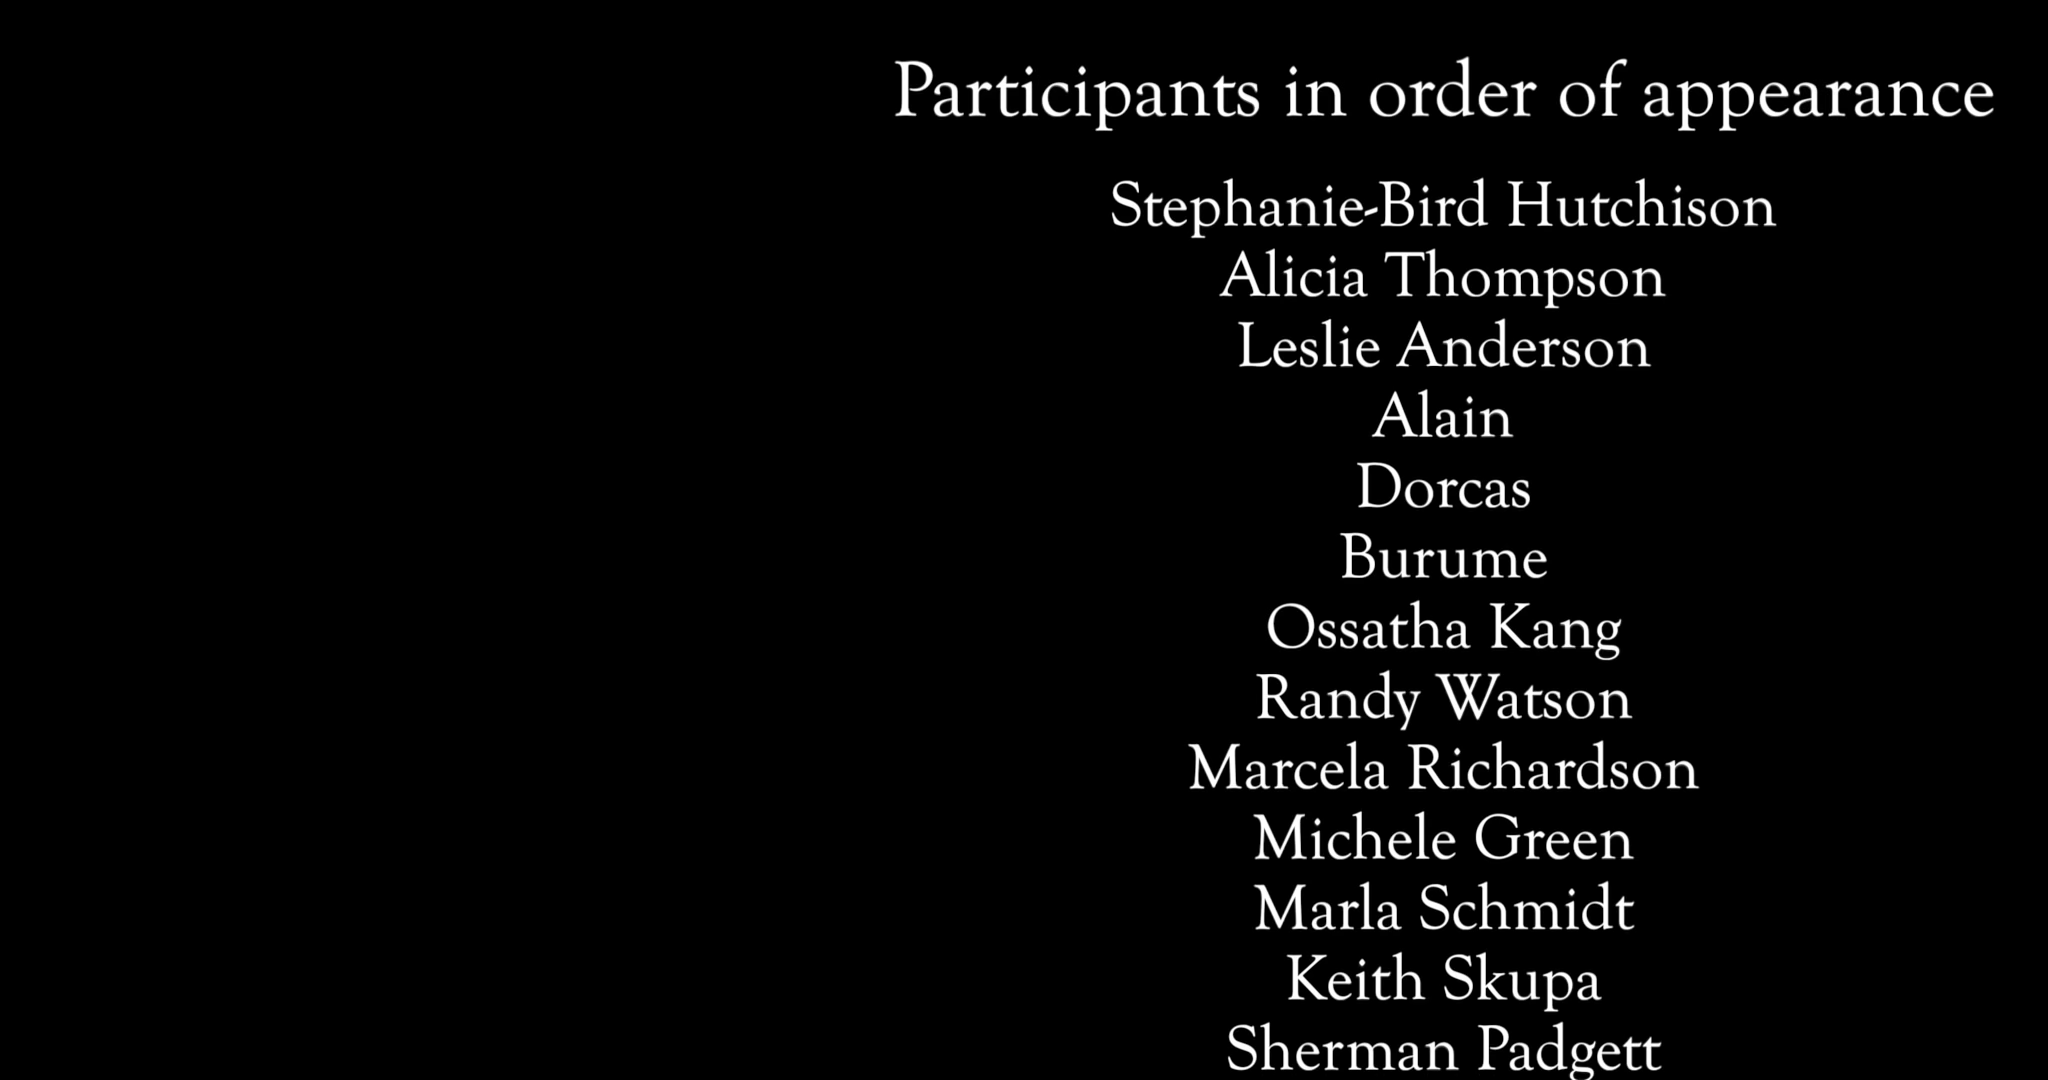 Participants in order of appearance
Stephanie-Bird Hutchison
Alicia Thompson
Leslie Anderson
Alain
Dorcas
Burume
Ossatha Kang
Randy Watson
Marcela Richardson
Michele Green
Marla Schmidt
Keith Skupa
Sherman Padgett